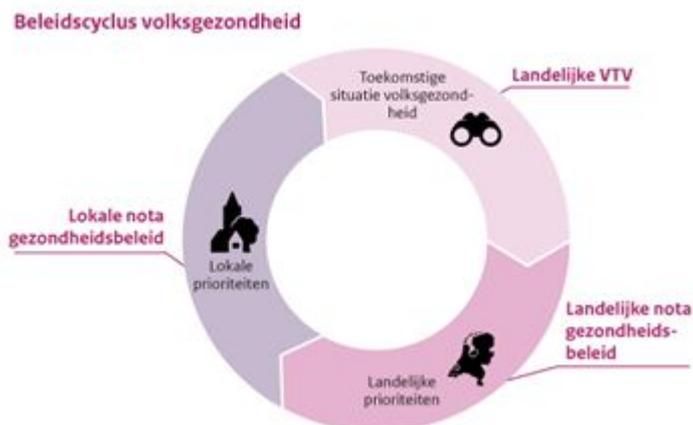 Beleidscyclus volksgezondheid
Toekomstige
situatie volksgezond-
heid
Landelijke VTV
Lokale nota
gezondheidsbeleid
Lokale
prioriteiten
Landelijke nota
gezondheids-
beleid
Landelijke
prioriteiten